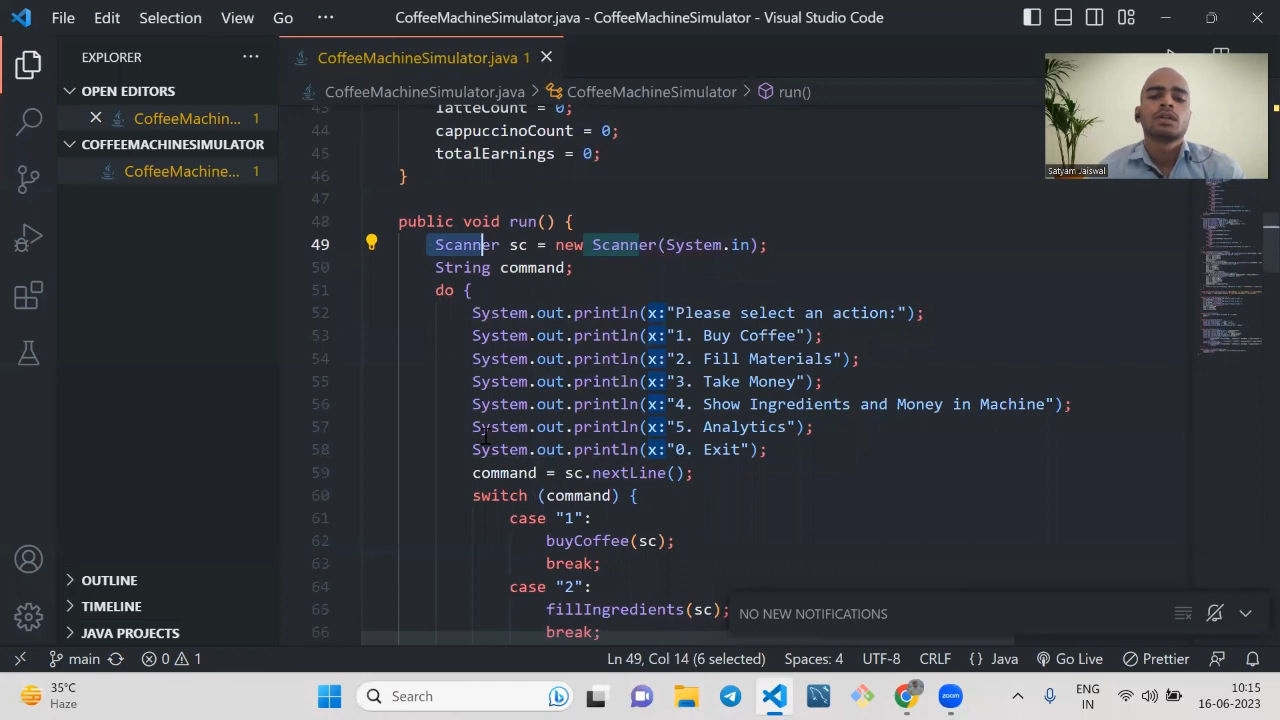 File Edit Selection View Go ··· CoffeeMachineSimulator.java - CoffeeMachineSimulator - Visual Studio Code
EXPLORER ···
OPEN EDITORS
CoffeeMachin... 1
COFFEEMACHINESIMULATOR
CoffeeMachine... 1
OUTLINE
TIMELINE
JAVA PROJECTS
CoffeeMachineSimulator.java 1
CoffeeMachineSimulator.java > CoffeeMachineSimulator > run()
43 latteCount = 0;
44 cappuccinoCount = 0;
45 totalEarnings = 0;
46 }
47
48 public void run() {
49 Scanner sc = new Scanner(System.in);
50 String command;
51 do {
52 System.out.println(x:"Please select an action:");
53 System.out.println(x:"1. Buy Coffee");
54 System.out.println(x:"2. Fill Materials");
55 System.out.println(x:"3. Take Money");
56 System.out.println(x:"4. Show Ingredients and Money in Machine");
57 System.out.println(x:"5. Analytics");
58 System.out.println(x:"0. Exit");
59 command = sc.nextLine();
60 switch (command) {
61 case "1":
62 buyCoffee(sc);
63 break;
64 case "2":
65 fillIngredients(sc);
66 break;
Satyam Jaiswal
NO NEW NOTIFICATIONS
main 0 1 Ln 49, Col 14 (6 selected) Spaces: 4 UTF-8 CRLF {} Java Go Live Prettier
35°C
Haze
Search
zoom
ENG
IN
10:15
16-06-2023